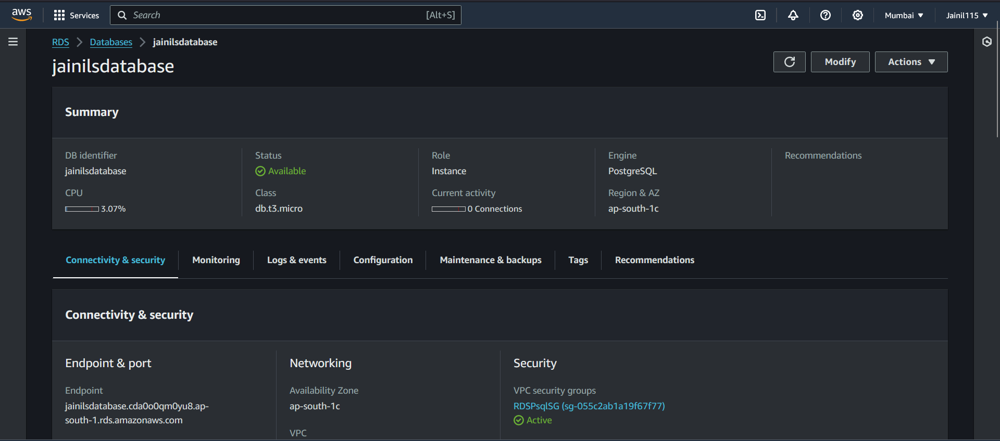 aws
Services
Search
[Alt+S]
Mumbai
Jainil115
RDS
Databases
jainilsdatabase
jainilsdatabase
Modify
Actions
Summary
DB identifier
jainilsdatabase
CPU
3.07%
Status
Available
Class
db.t3.micro
Role
Instance
Current activity
0 Connections
Engine
PostgreSQL
Region & AZ
ap-south-1c
Recommendations
Connectivity & security
Monitoring
Logs & events
Configuration
Maintenance & backups
Tags
Recommendations
Connectivity & security
Endpoint & port
Endpoint
jainilsdatabase.cda0o0qm0yu8.ap-
south-1.rds.amazonaws.com
Networking
Availability Zone
ap-south-1c
VPC
Security
VPC security groups
RDSPsqlSG (sg-055c2ab1a19f67f77)
Active